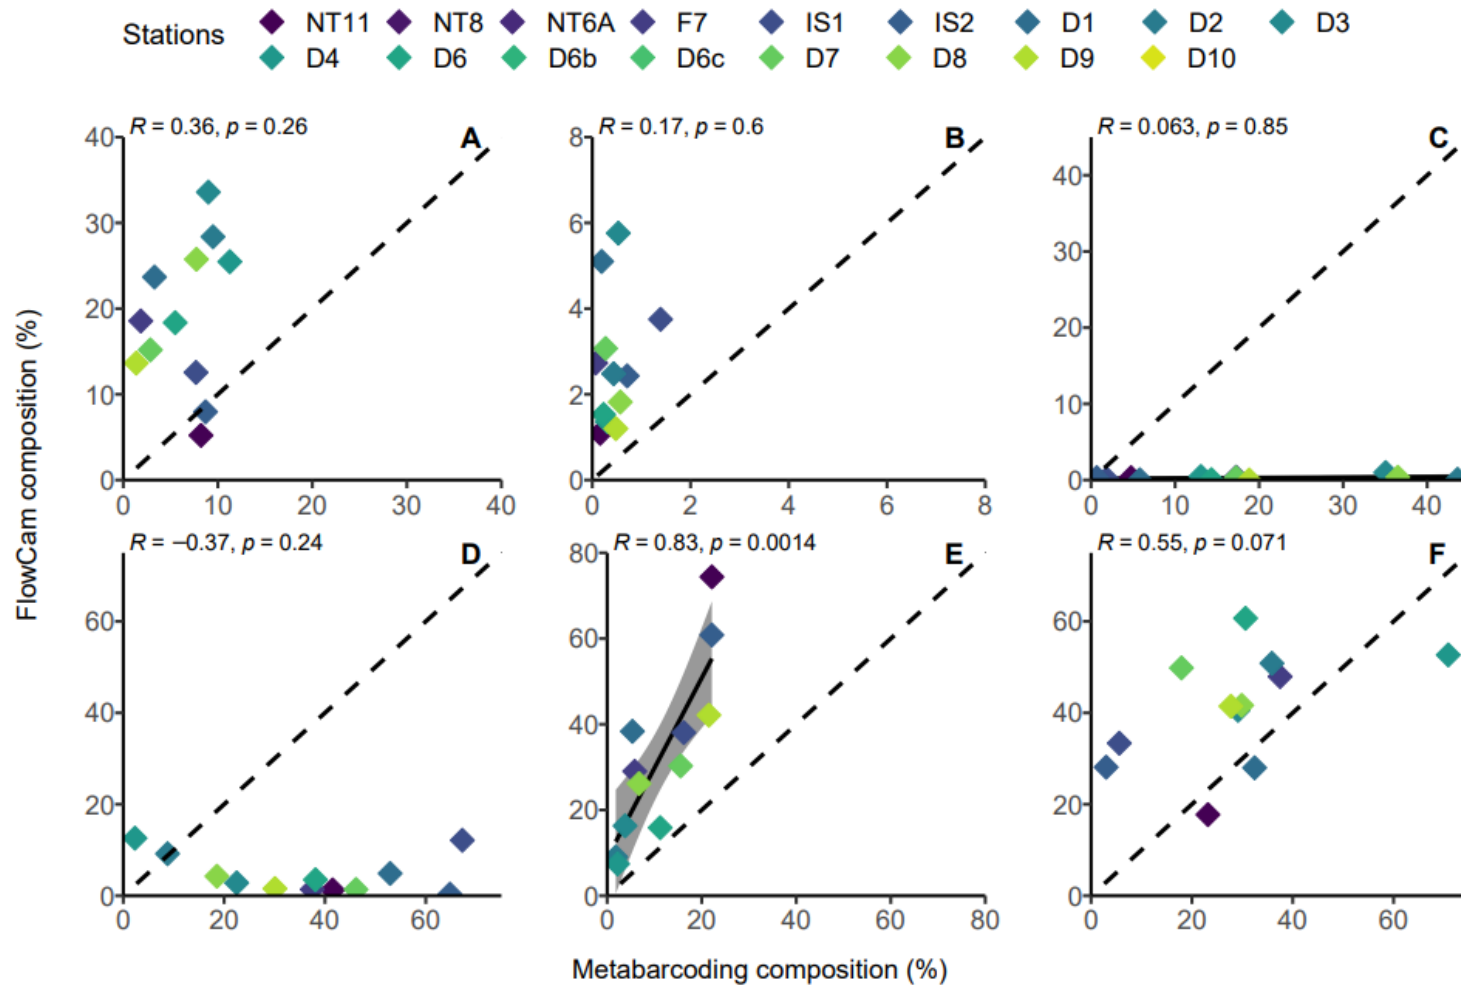 Stations NT11 NT8 NT6A F7 IS1 IS2 D1 D2 D3
D4 D6 D6b D6c D7 D8 D9 D10
R = 0.36, p = 0.26
A
40
30
20
10
0
0 10 20 30 40
R = 0.17, p = 0.6
B
8
6
4
2
0
0 2 4 6 8
R = 0.063, p = 0.85
C
40
30
20
10
0
0 10 20 30 40
FlowCam composition (%)
R = −0.37, p = 0.24
D
60
40
20
0
0 20 40 60
R = 0.83, p = 0.0014
E
80
60
40
20
0
0 20 40 60 80
R = 0.55, p = 0.071
F
60
40
20
0
0 20 40 60
Metabarcoding composition (%)